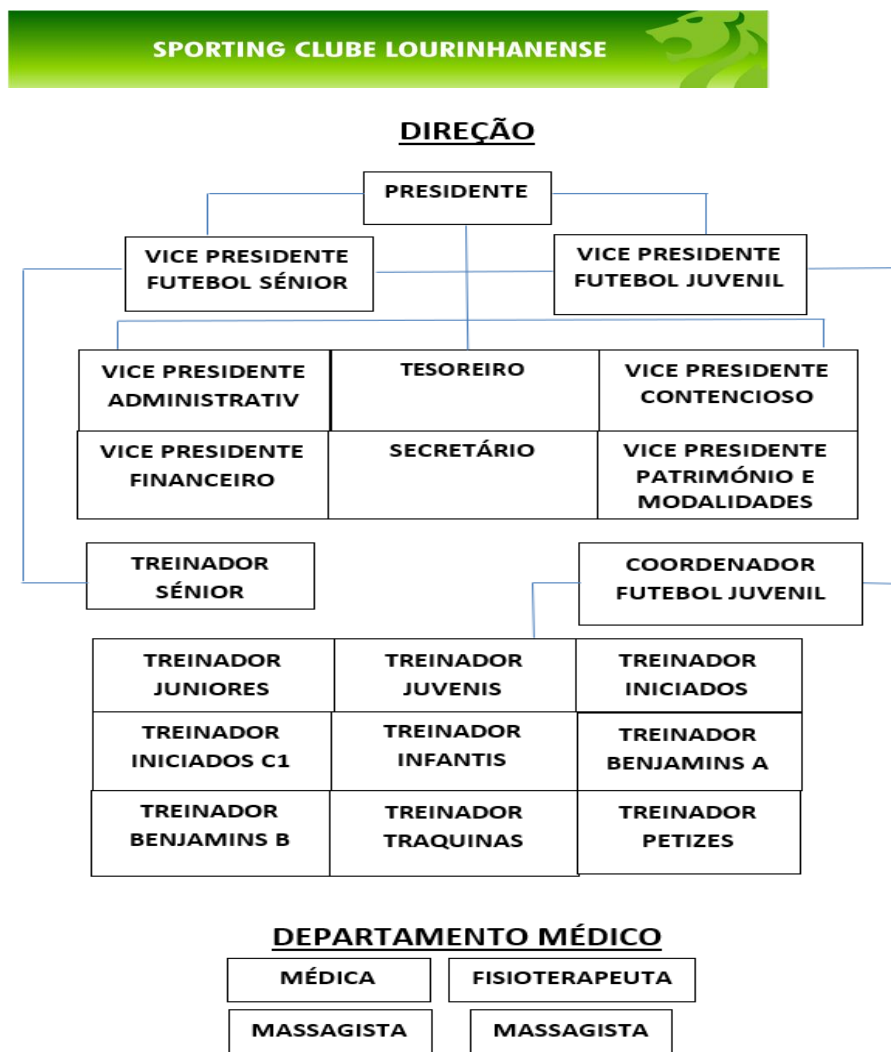 SPORTING CLUBE LOURINHANENSE
DIREÇÃO
PRESIDENTE
VICE PRESIDENTE
FUTEBOL SÉNIOR
VICE PRESIDENTE
FUTEBOL JUVENIL
VICE PRESIDENTE
ADMINISTRATIV
TESOREIRO
VICE PRESIDENTE
CONTENCIOSO
VICE PRESIDENTE
FINANCEIRO
SECRETÁRIO
VICE PRESIDENTE
PATRIMÓNIO E
MODALIDADES
TREINADOR
SÉNIOR
COORDENADOR
FUTEBOL JUVENIL
TREINADOR
JUNIORES
TREINADOR
JUVENIS
TREINADOR
INICIADOS
TREINADOR
INICIADOS C1
TREINADOR
INFANTIS
TREINADOR
BENJAMINS A
TREINADOR
BENJAMINS B
TREINADOR
TRAQUINAS
TREINADOR
PETIZES
DEPARTAMENTO MÉDICO
MÉDICA
FISIOTERAPEUTA
MASSAGISTA
MASSAGISTA